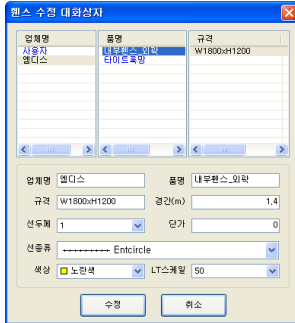 휀스 수정 대화상자
업체명 품명 규격
사용자 내부휀스_외곽 W1800xH1200
엠디스 타이트록망
업체명 엠디스 품명 내부휀스_외곽
규격 W1800xH1200 경간(m) 1.4
선두께 1 단가 0
선종류 Entcircle
색상 노란색 LT스케일 50
수정 취소